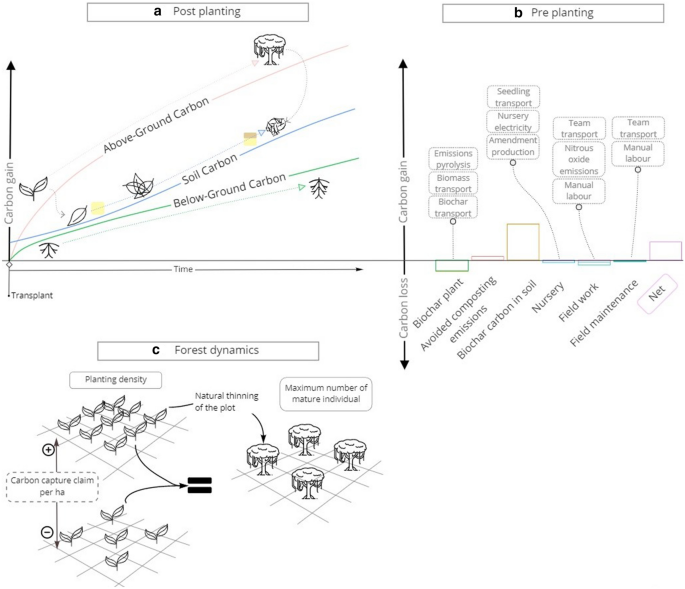 a Post planting
Carbon gain
Above-Ground Carbon
Soil Carbon
Below-Ground Carbon
Time
Transplant
b Pre planting
Carbon gain
Carbon loss
Emissions
pyrolysis
Biomass
transport
Biochar
transport
Seedling
transport
Nursery
electricity
Amendment
production
Team
transport
Nitrous
oxide
emissions
Manual
labour
Team
transport
Manual
labour
Biochar plant
Avoided composting
emissions
Biochar carbon in soil
Nursery
Field work
Field maintenance
Net
c Forest dynamics
Planting density
Natural thinning
of the plot
Maximum number of
mature individual
Carbon capture claim
per ha